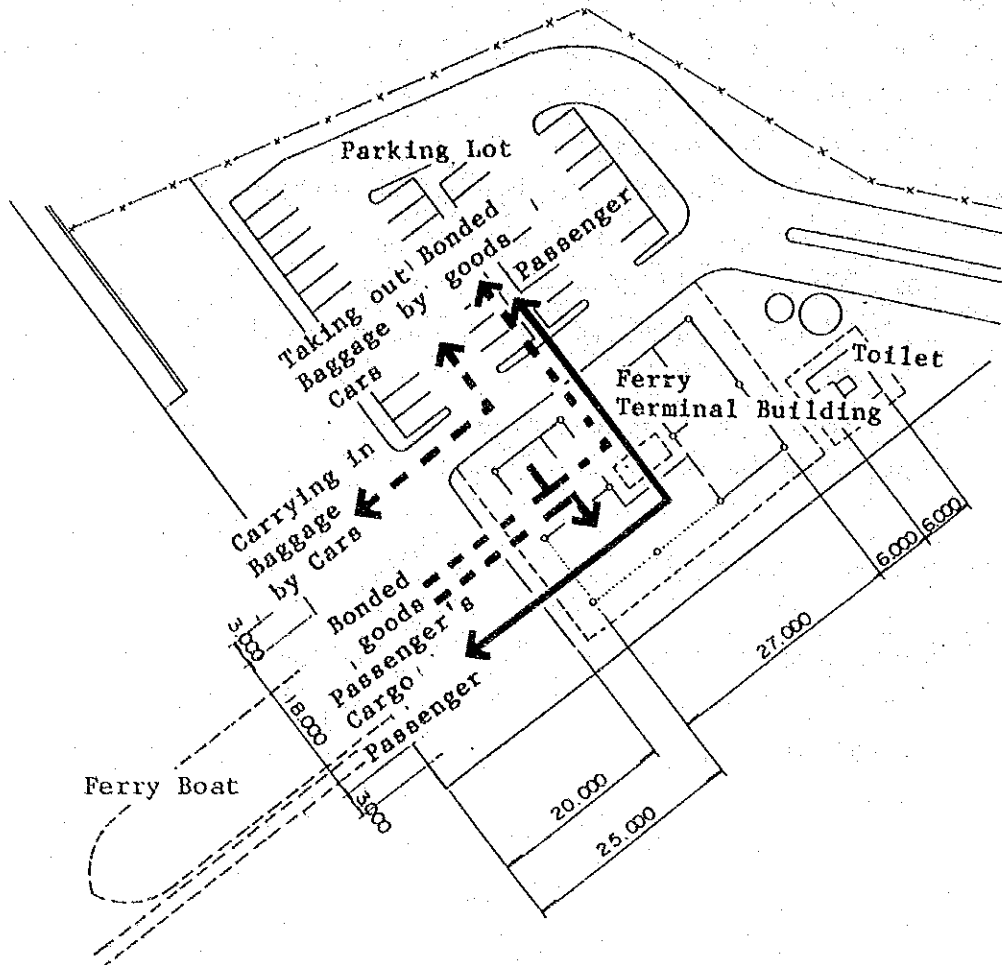 Parking Lot
Taking out
Baggage by
Cars
Bonded
goods
Passenger
Ferry
Terminal Building
Toilet
Carrying in
Baggage
by Cars
Bonded
goods
Passenger's
Cargo
Passenger
Ferry Boat
3.000
18.000
3.000
20.000
25.000
27.000
6.000
6.000